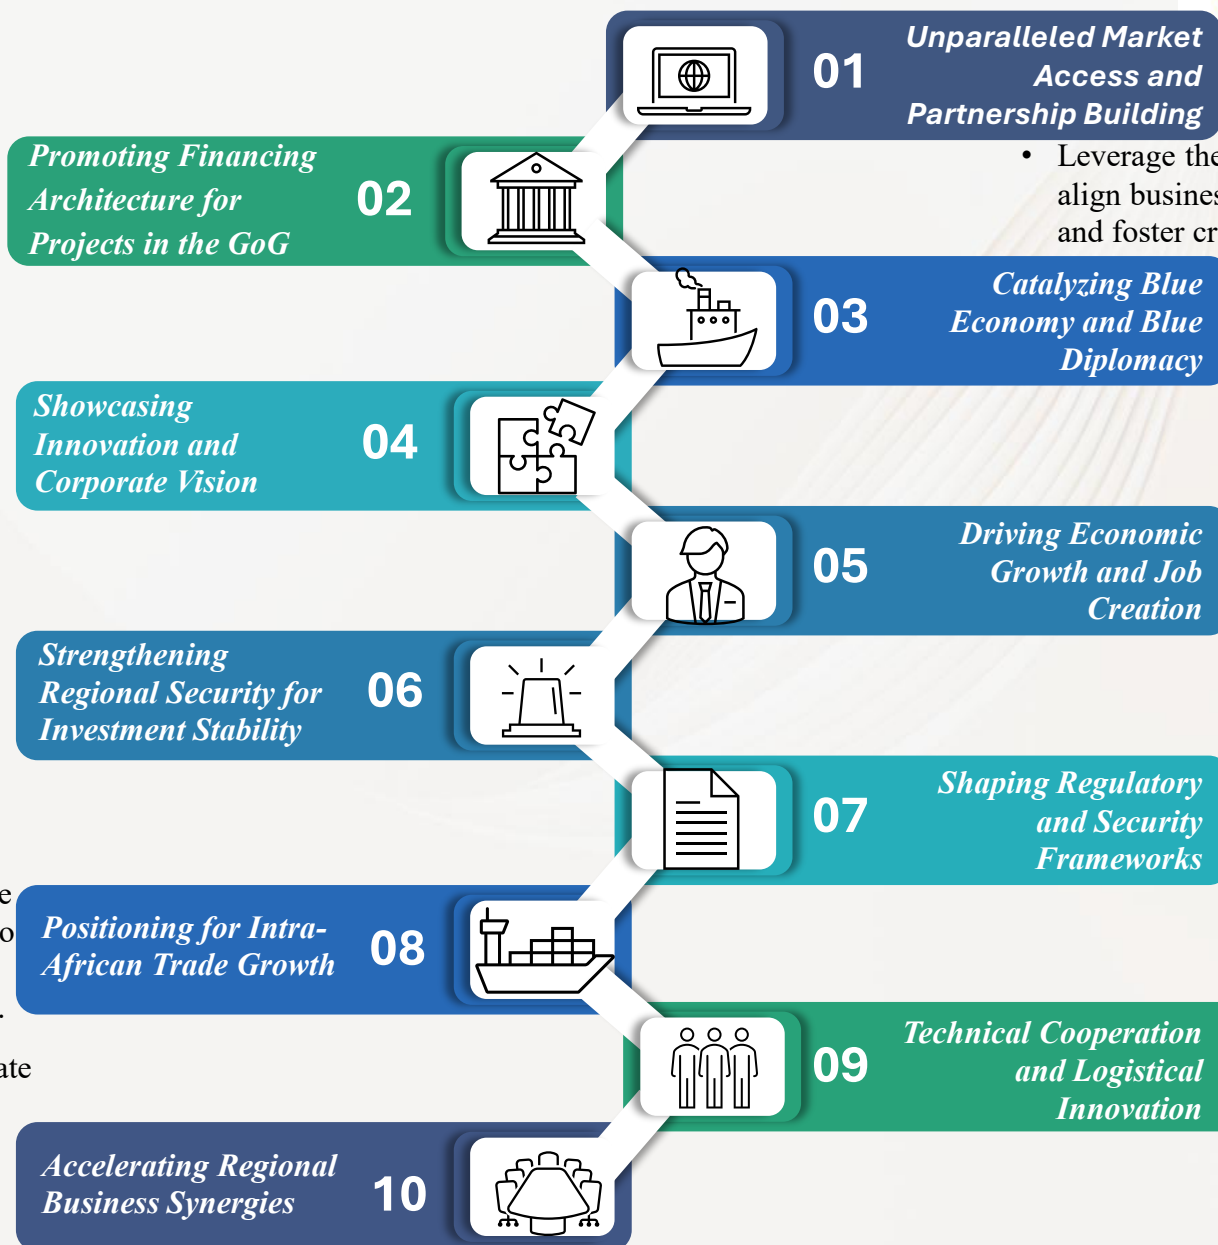 01
Unparalleled Market
Access and
Partnership Building
• Leverage the
align business
and foster cr
02
Promoting Financing
Architecture for
Projects in the GoG
03
Catalyzing Blue
Economy and Blue
Diplomacy
04
Showcasing
Innovation and
Corporate Vision
05
Driving Economic
Growth and Job
Creation
06
Strengthening
Regional Security for
Investment Stability
07
Shaping Regulatory
and Security
Frameworks
08
Positioning for Intra-
African Trade Growth
09
Technical Cooperation
and Logistical
Innovation
10
Accelerating Regional
Business Synergies